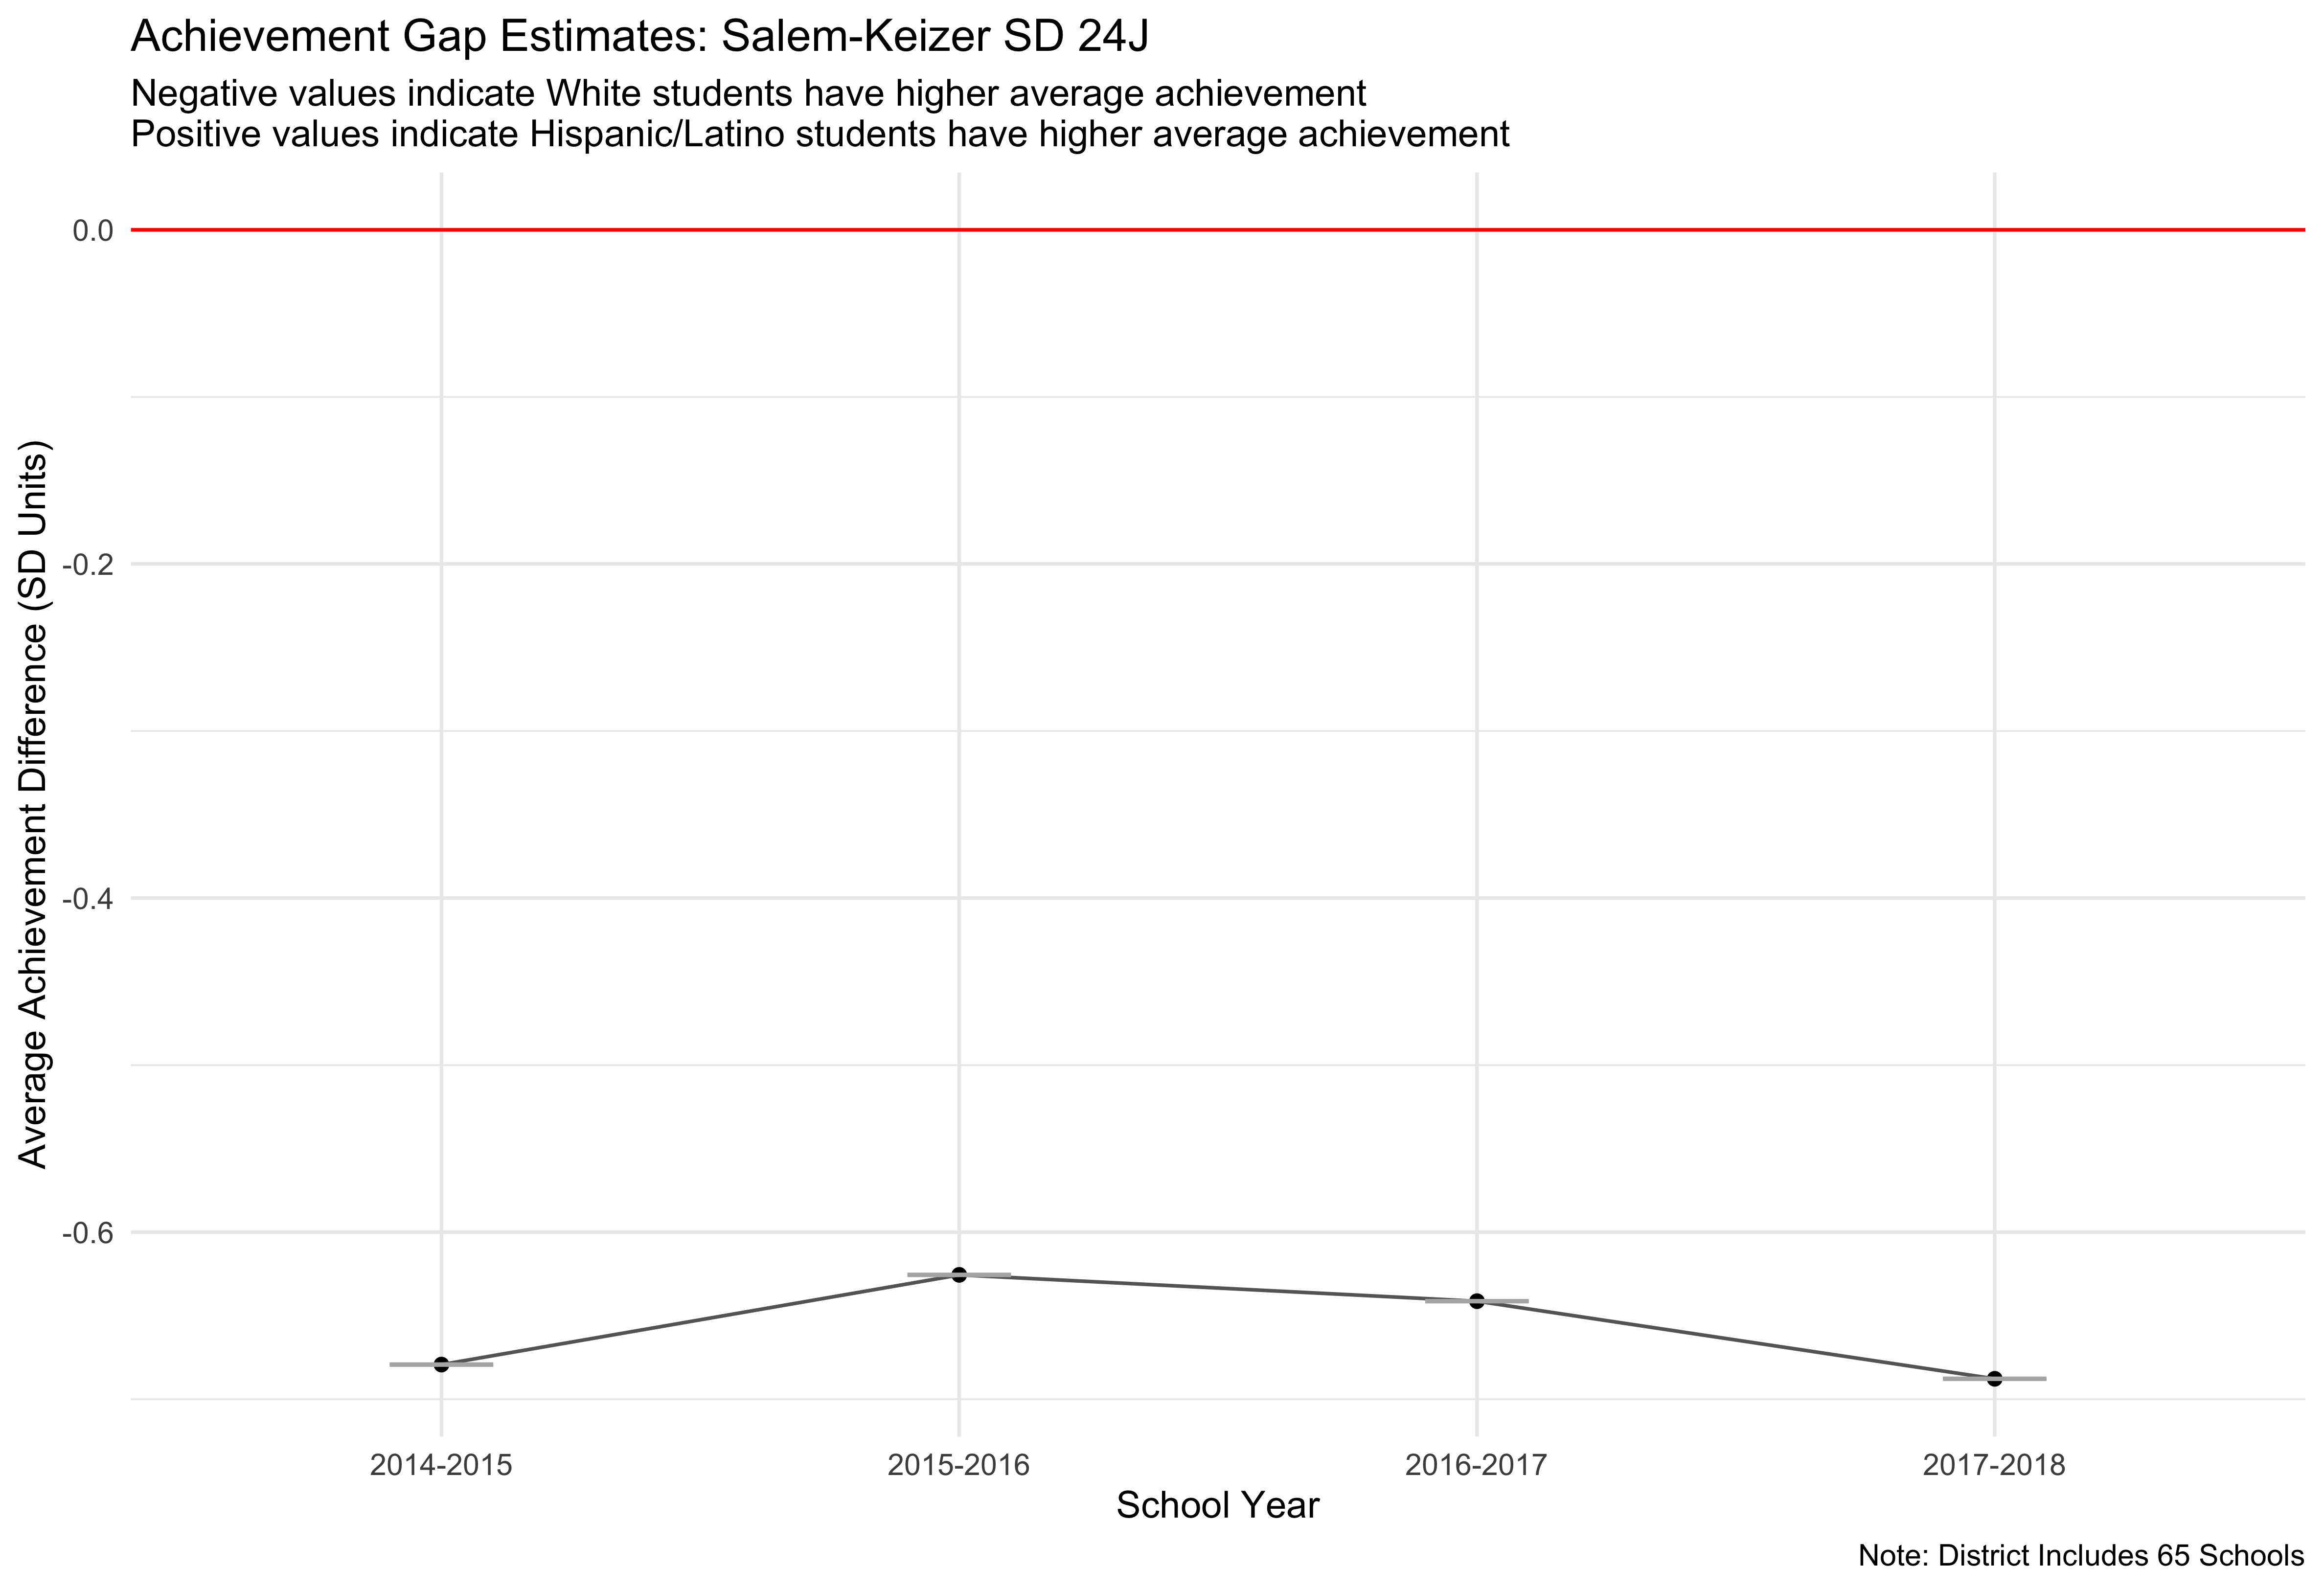 Achievement Gap Estimates: Salem-Keizer SD 24J
Negative values indicate White students have higher average achievement
Positive values indicate Hispanic/Latino students have higher average achievement
Average Achievement Difference (SD Units)
0.0
-0.2
-0.4
-0.6
2014-2015
2015-2016
2016-2017
2017-2018
School Year
Note: District Includes 65 Schools